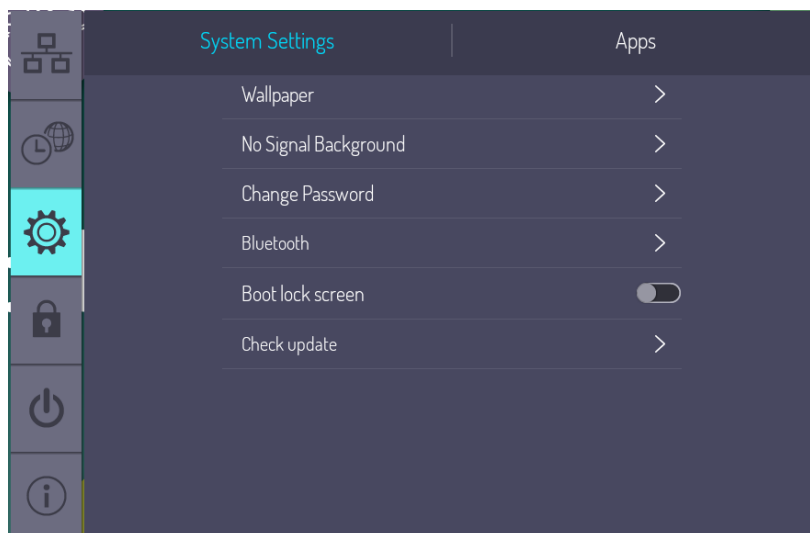 System Settings
Apps
Wallpaper
No Signal Background
Change Password
Bluetooth
Boot lock screen
Check update